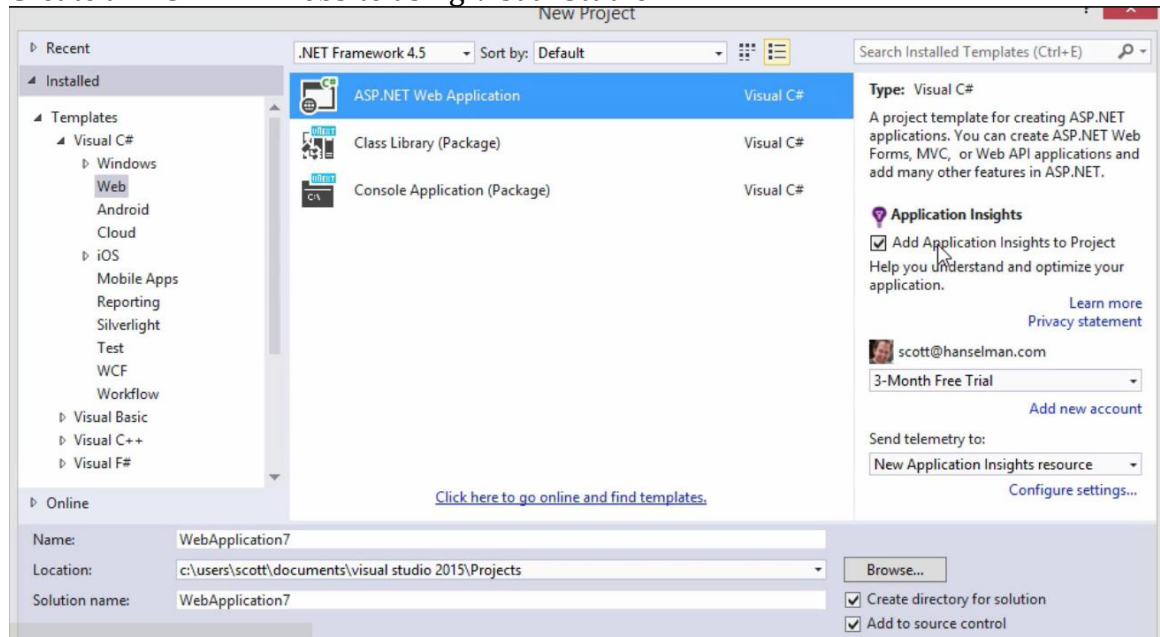 New Project
Recent
.NET Framework 4.5
Sort by: Default
Search Installed Templates (Ctrl+E)
Installed
Templates
Visual C#
Windows
Web
Android
Cloud
iOS
Mobile Apps
Reporting
Silverlight
Test
WCF
Workflow
Visual Basic
Visual C++
Visual F#
Online
ASP.NET Web Application Visual C#
Class Library (Package) Visual C#
Console Application (Package) Visual C#
Click here to go online and find templates.
Type: Visual C#
A project template for creating ASP.NET
applications. You can create ASP.NET Web
Forms, MVC, or Web API applications and
add many other features in ASP.NET.
Application Insights
Add Application Insights to Project
Help you understand and optimize your
application.
Learn more
Privacy statement
scott@hanselman.com
3-Month Free Trial
Add new account
Send telemetry to:
New Application Insights resource
Configure settings...
Name: WebApplication7
Location: c:\users\scott\documents\visual studio 2015\Projects
Browse...
Solution name: WebApplication7
Create directory for solution
Add to source control